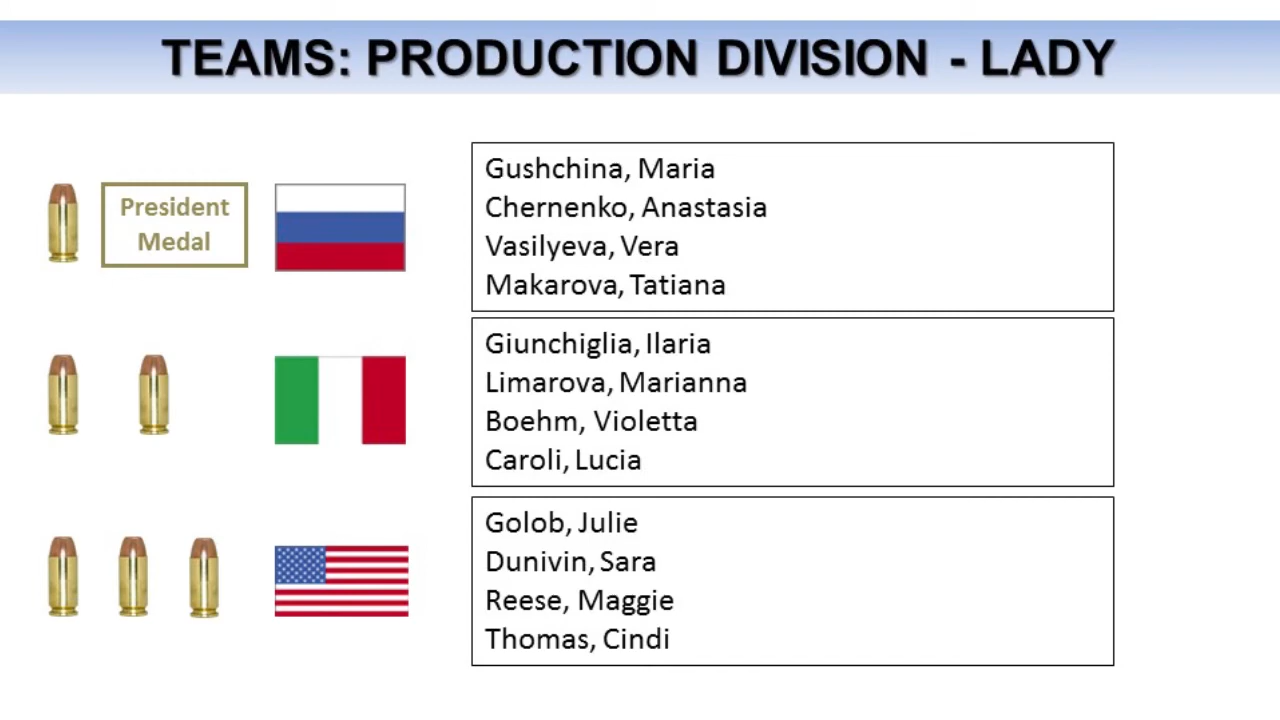 TEAMS: PRODUCTION DIVISION - LADY
President
Medal
Gushchina, Maria
Chernenko, Anastasia
Vasilyeva, Vera
Makarova, Tatiana
Giunchiglia, Ilaria
Limarova, Marianna
Boehm, Violetta
Caroli, Lucia
Golob, Julie
Dunivin, Sara
Reese, Maggie
Thomas, Cindi